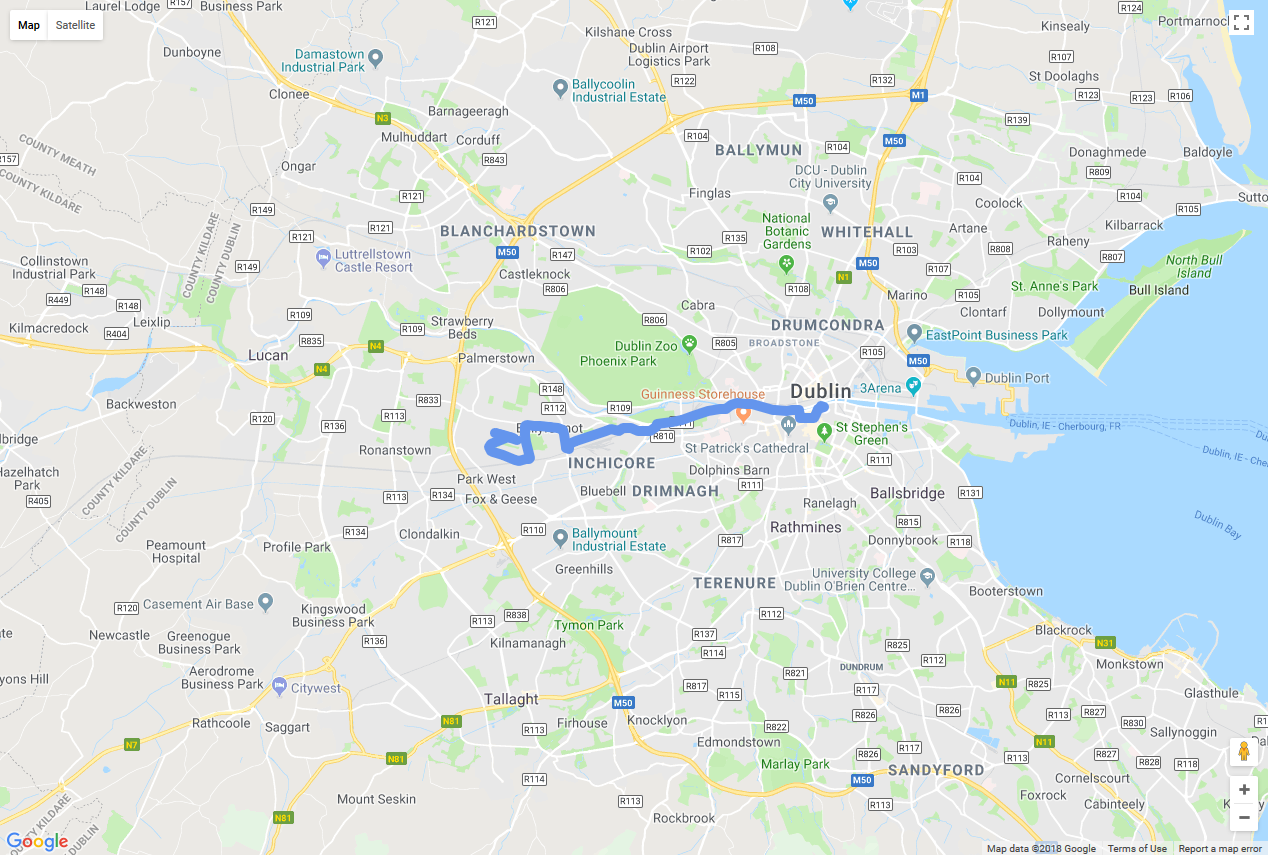 Map
Satellite
Laurel Lodge
Business Park
R157
R121
Kilshane Cross
Dublin Airport
Logistics Park
R108
R124
Portmarnoc
Kinsealy
R107
Dunboyne
Damastown
Industrial Park
R121
R122
R132
St Doolaghs
Clonee
Ballycoolin
Industrial Estate
M50
M1
R123
R123
R106
Barnageeragh
N3
R139
Mulhuddart
Corduff
R104
M50
R104
BALLYMUN
R104
COUNTY MEATH
COUNTY KILDARE
R157
Ongar
R843
Donaghmede
Baldoyle
DCU - Dublin
City University
R809
R121
Finglas
R104
R104
Sutto
Coolock
R149
National
Botanic
Gardens
R105
Kilbarrack
COUNTY KILDARE
COUNTY DUBLIN
R121
R121
BLANCHARDSTOWN
R135
WHITEHALL
Artane
Raheny
M50
R147
R102
R103
R808
R807
Luttrellstown
Castle Resort
Collinstown
Industrial Park
R149
Castleknock
M50
R107
North Bull
Island
N1
R148
R449
R148
R806
R108
St. Anne's Park
Bull Island
Marino
R105
Cabra
Clontarf
Dollymount
Leixlip
R109
Kilmacredock
R404
Strawberry
Beds
R806
DRUMCONDRA
R109
R835
Dublin Zoo
Phoenix Park
R805
BROADSTONE
EastPoint Business Park
N4
Lucan
Palmerstown
R105
M50
N4
Dublin Port
Dublin
3Arena
Backweston
R833
R148
Guinness Storehouse
R120
R113
R112
R109
R136
R810
St Stephen's
Green
Dublin, IE - Cherbourg, FR
Ronanstown
St Patrick's Cathedral
Dublin, IE - Che
INCHICORE
Dolphins Barn
R111
Park West
R111
R405
COUNTY KILDARE
COUNTY DUBLIN
R113
R134
Fox & Geese
Bluebell
DRIMNAGH
Ballsbridge
R131
Ranelagh
R136
R134
R110
Clondalkin
Rathmines
R815
Dublin Bay
Ballymount
Industrial Estate
R817
Donnybrook
R118
Peamount
Hospital
Profile Park
Greenhills
TERENURE
University College
Dublin O'Brien Centre...
Booterstown
R120
Casement Air Base
Kingswood
Business Park
R113
R838
R112
Tymon Park
Newcastle
Greenogue
Business Park
R136
Kilnamanagh
R137
R114
R825
Blackrock
N31
R112
Monkstown
DUNDRUM
Aerodrome
Business Park
Citywest
R821
R817
R115
R117
N11
R825
Glasthule
yons Hill
Tallaght
M50
R826
R112
R826
R113
R827
R830
Rathcoole
Saggart
N81
Firhouse
Knocklyon
R822
N7
R113
Edmondstown
N11
Sallynoggin
R117
R826
N81
Marlay Park
R113
R827
R828
R118
SANDYFORD
Cornelscourt
R114
M50
Mount Seskin
R113
R113
Foxrock
Cabinteely
N81
Rockbrook
COUNTY KILDARE
COUNTY DUBLIN
Google
Map data ©2018 Google
Terms of Use
Report a map error